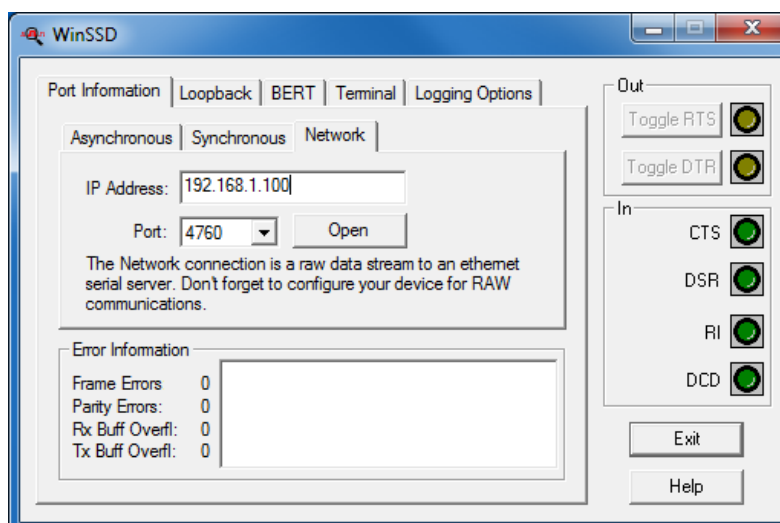 WinSSD
Port Information Loopback BERT Terminal Logging Options
Asynchronous Synchronous Network
IP Address: 192.168.1.100
Port: 4760 Open
The Network connection is a raw data stream to an ethernet
serial server. Don't forget to configure your device for RAW
communications.
Error Information
Frame Errors 0
Parity Errors: 0
Rx Buff Overfl: 0
Tx Buff Overfl: 0
Out
Toggle RTS
Toggle DTR
In
CTS
DSR
RI
DCD
Exit
Help